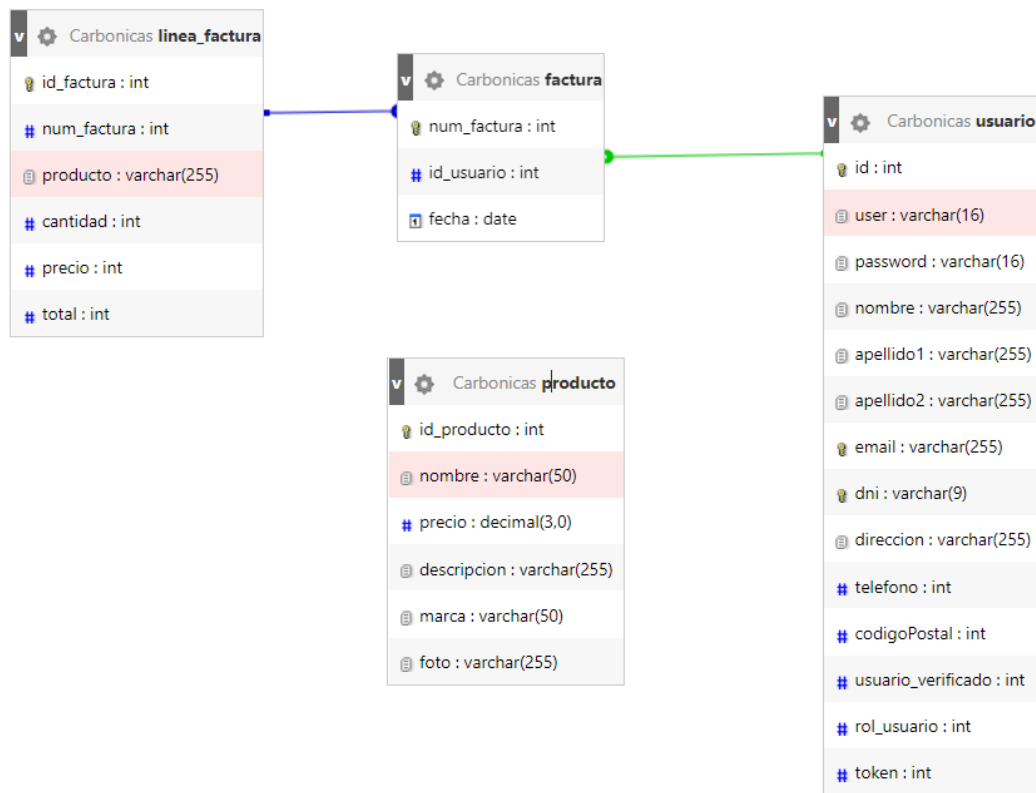 v Carbonicas linea_factura
id_factura : int
# num_factura : int
producto : varchar(255)
# cantidad : int
# precio : int
# total : int
v Carbonicas factura
num_factura : int
# id_usuario : int
fecha : date
v Carbonicas producto
id_producto : int
nombre : varchar(50)
# precio : decimal(3,0)
descripcion : varchar(255)
marca : varchar(50)
foto : varchar(255)
v Carbonicas usuario
id : int
user : varchar(16)
password : varchar(16)
nombre : varchar(255)
apellido1 : varchar(255)
apellido2 : varchar(255)
email : varchar(255)
dni : varchar(9)
direccion : varchar(255)
# telefono : int
# codigoPostal : int
# usuario_verificado : int
# rol_usuario : int
# token : int